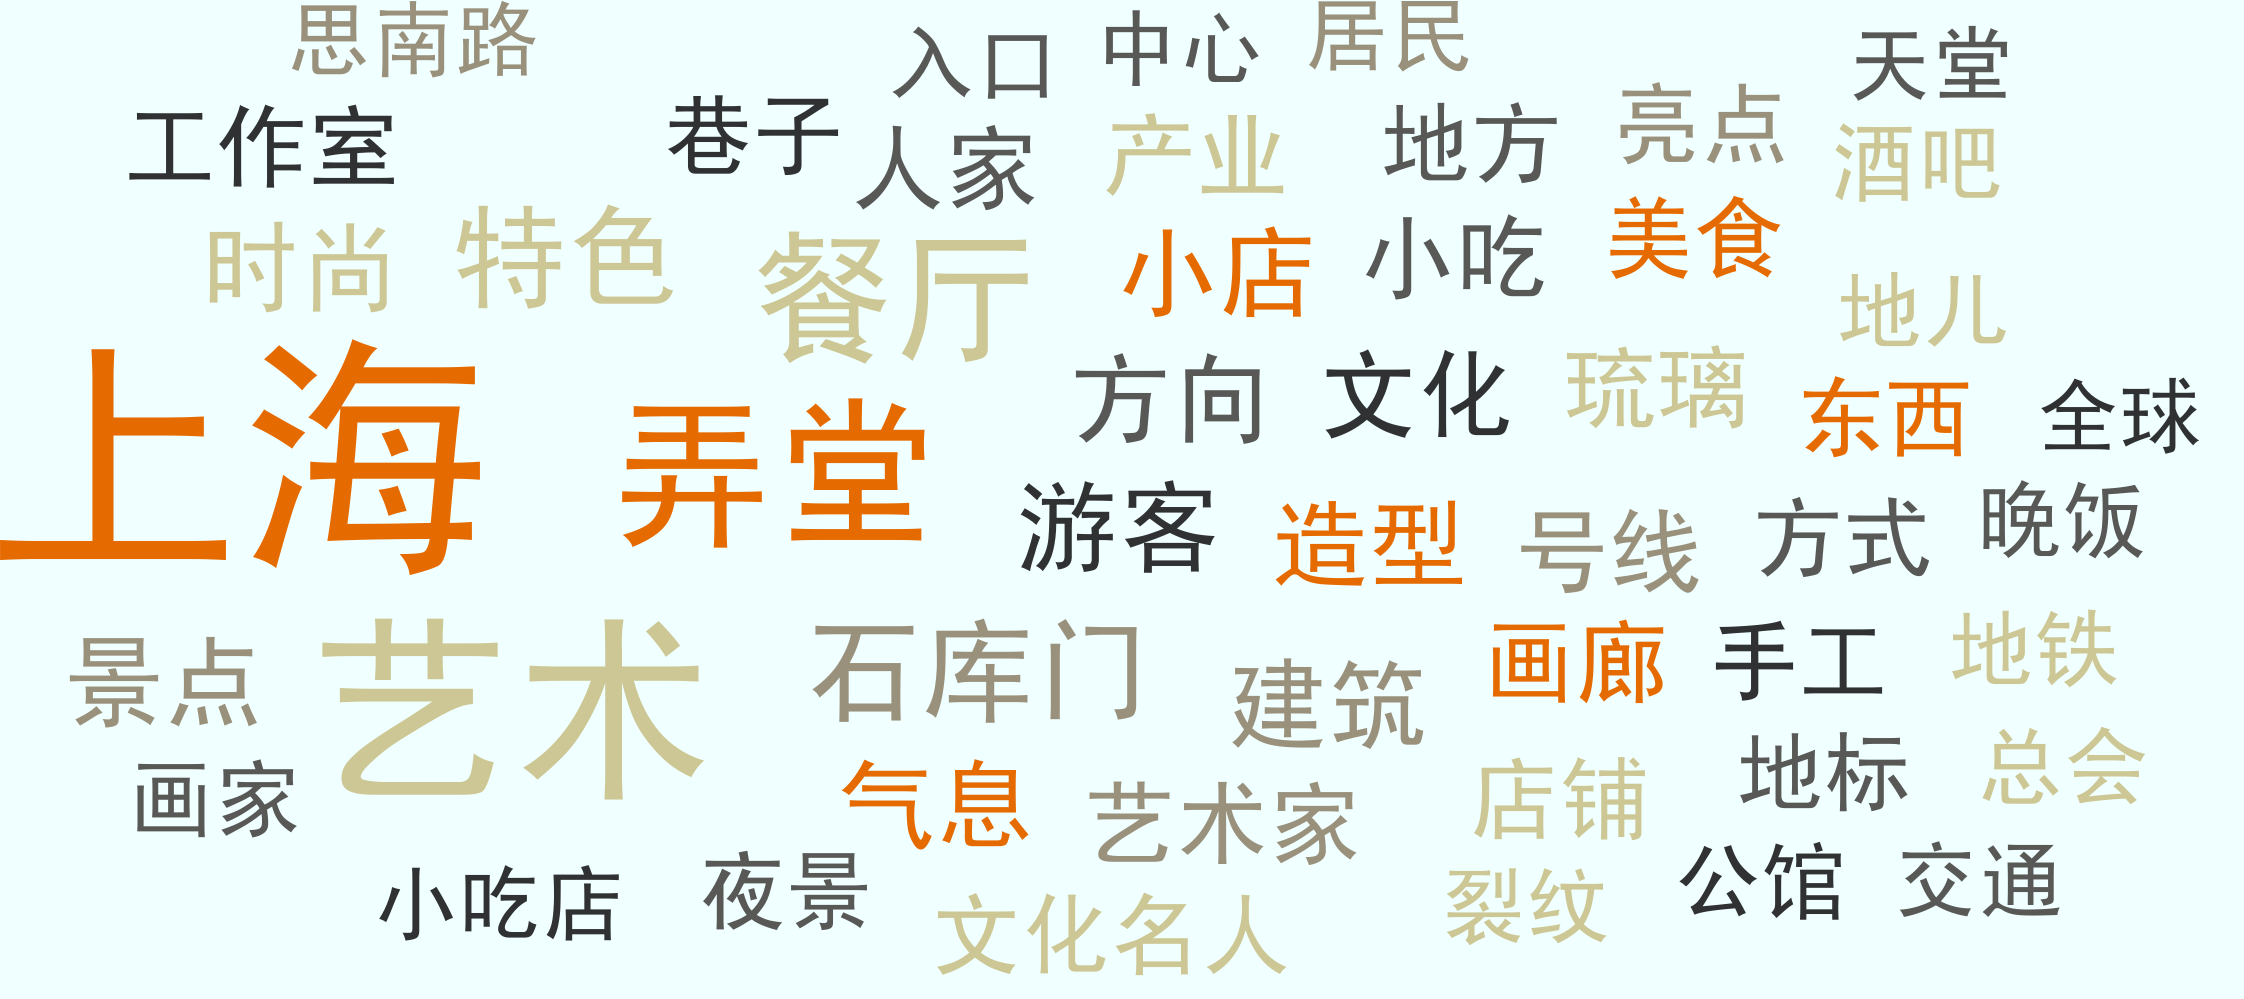 思南路
入口
中心
居民
天堂
工作室
巷子
人家
产业
地方
亮点
酒吧
时尚
特色
餐厅
小店
小吃
美食
地儿
上海
弄堂
方向
文化
琉璃
东西
全球
游客
造型
号线
方式
晚饭
景点
艺术
石库门
建筑
画廊
手工
地铁
画家
气息
艺术家
店铺
地标
总会
小吃店
夜景
文化名人
裂纹
公馆
交通